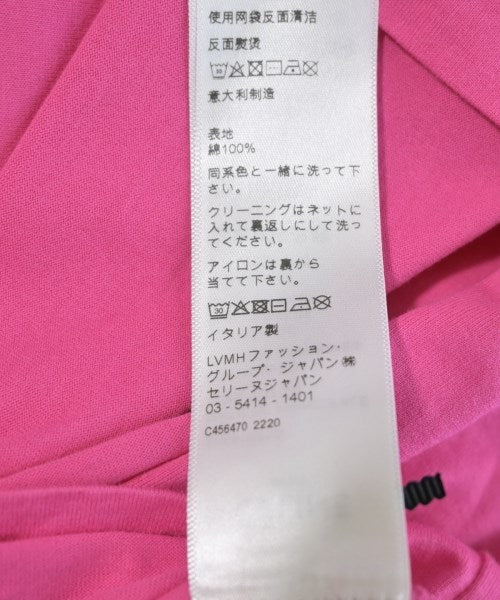 使用网袋反面清洁
反面熨烫
意大利制造
表地
綿100%
同系色と一緒に洗って下
さい。
クリーニングはネットに
入れて裏返しにして洗っ
てください。
アイロンは裏から
当てて下さい。
30
イタリア製
LVMHファッション・
グループ・ジャパン㈱
セリーヌジャパン
03 - 5414 - 1401
C456470 2220